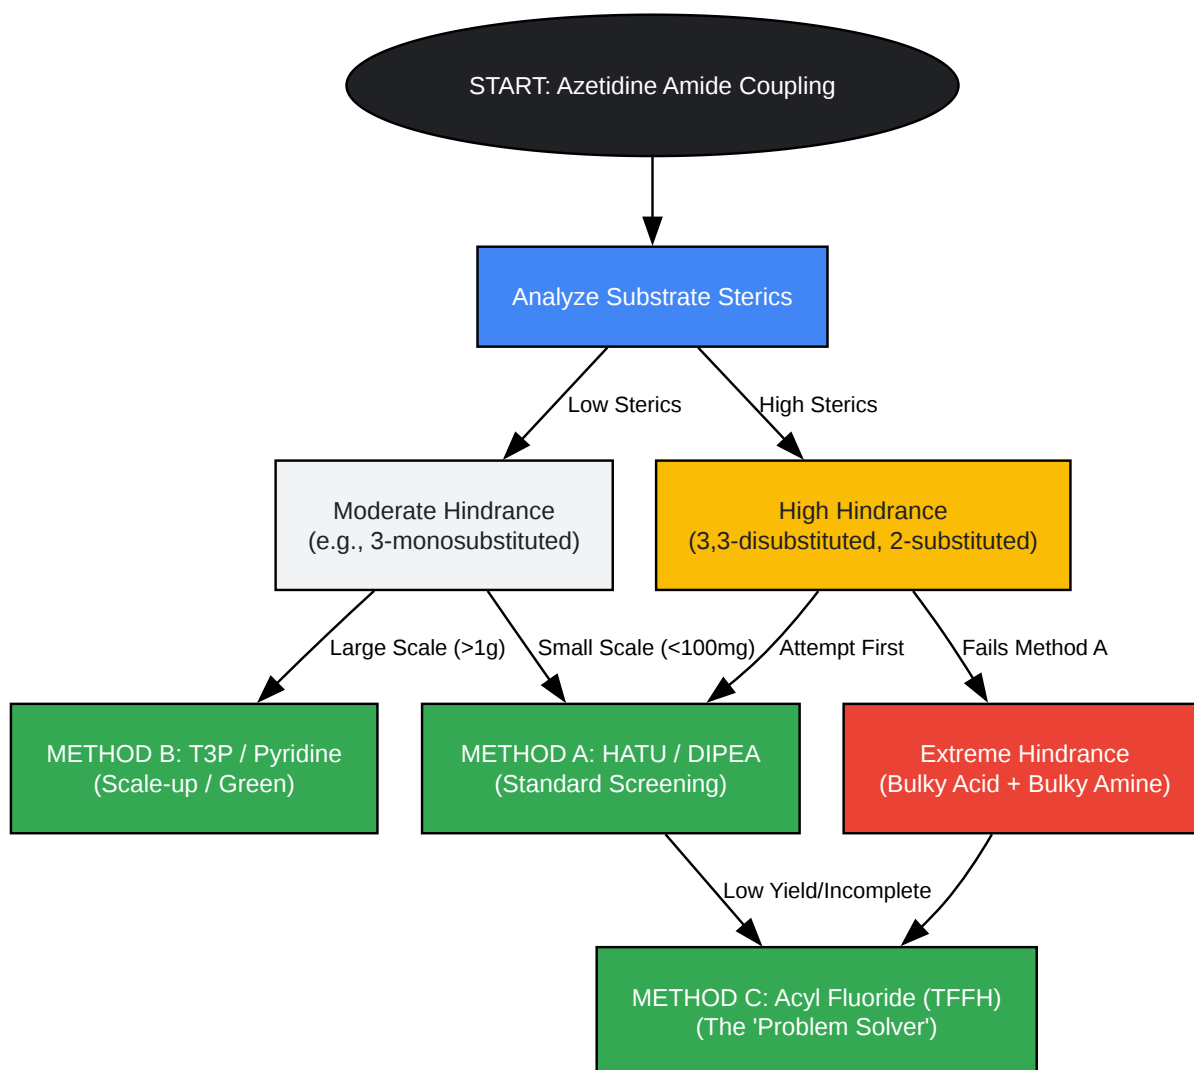 START: Azetidine Amide Coupling
Analyze Substrate Sterics
Low Sterics
High Sterics
Moderate Hindrance
(e.g., 3-monosubstituted)
High Hindrance
(3,3-disubstituted, 2-substituted)
Large Scale (>1g)
Small Scale (<100mg)
Attempt First
Fails Method A
METHOD B: T3P / Pyridine
(Scale-up / Green)
METHOD A: HATU / DIPEA
(Standard Screening)
Extreme Hindrance
(Bulky Acid + Bulky Amine)
Low Yield/Incomplete
METHOD C: Acyl Fluoride (TFFH)
(The 'Problem Solver')